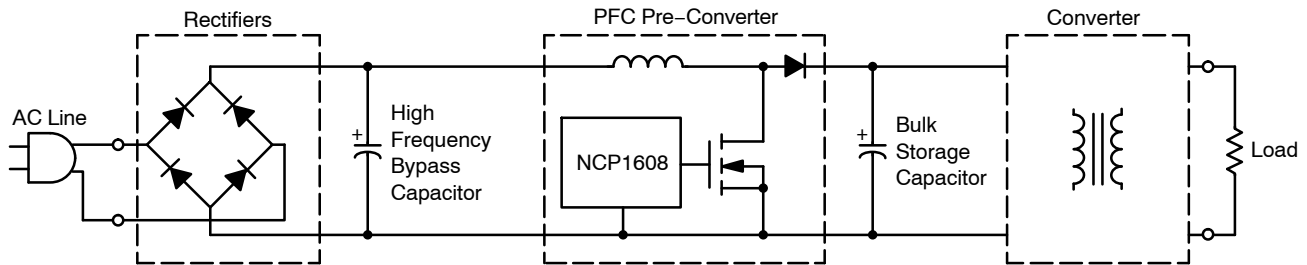 Rectifiers
PFC Pre−Converter
Converter
AC Line
+
High
Frequency
Bypass
Capacitor
NCP1608
+
Bulk
Storage
Capacitor
Load